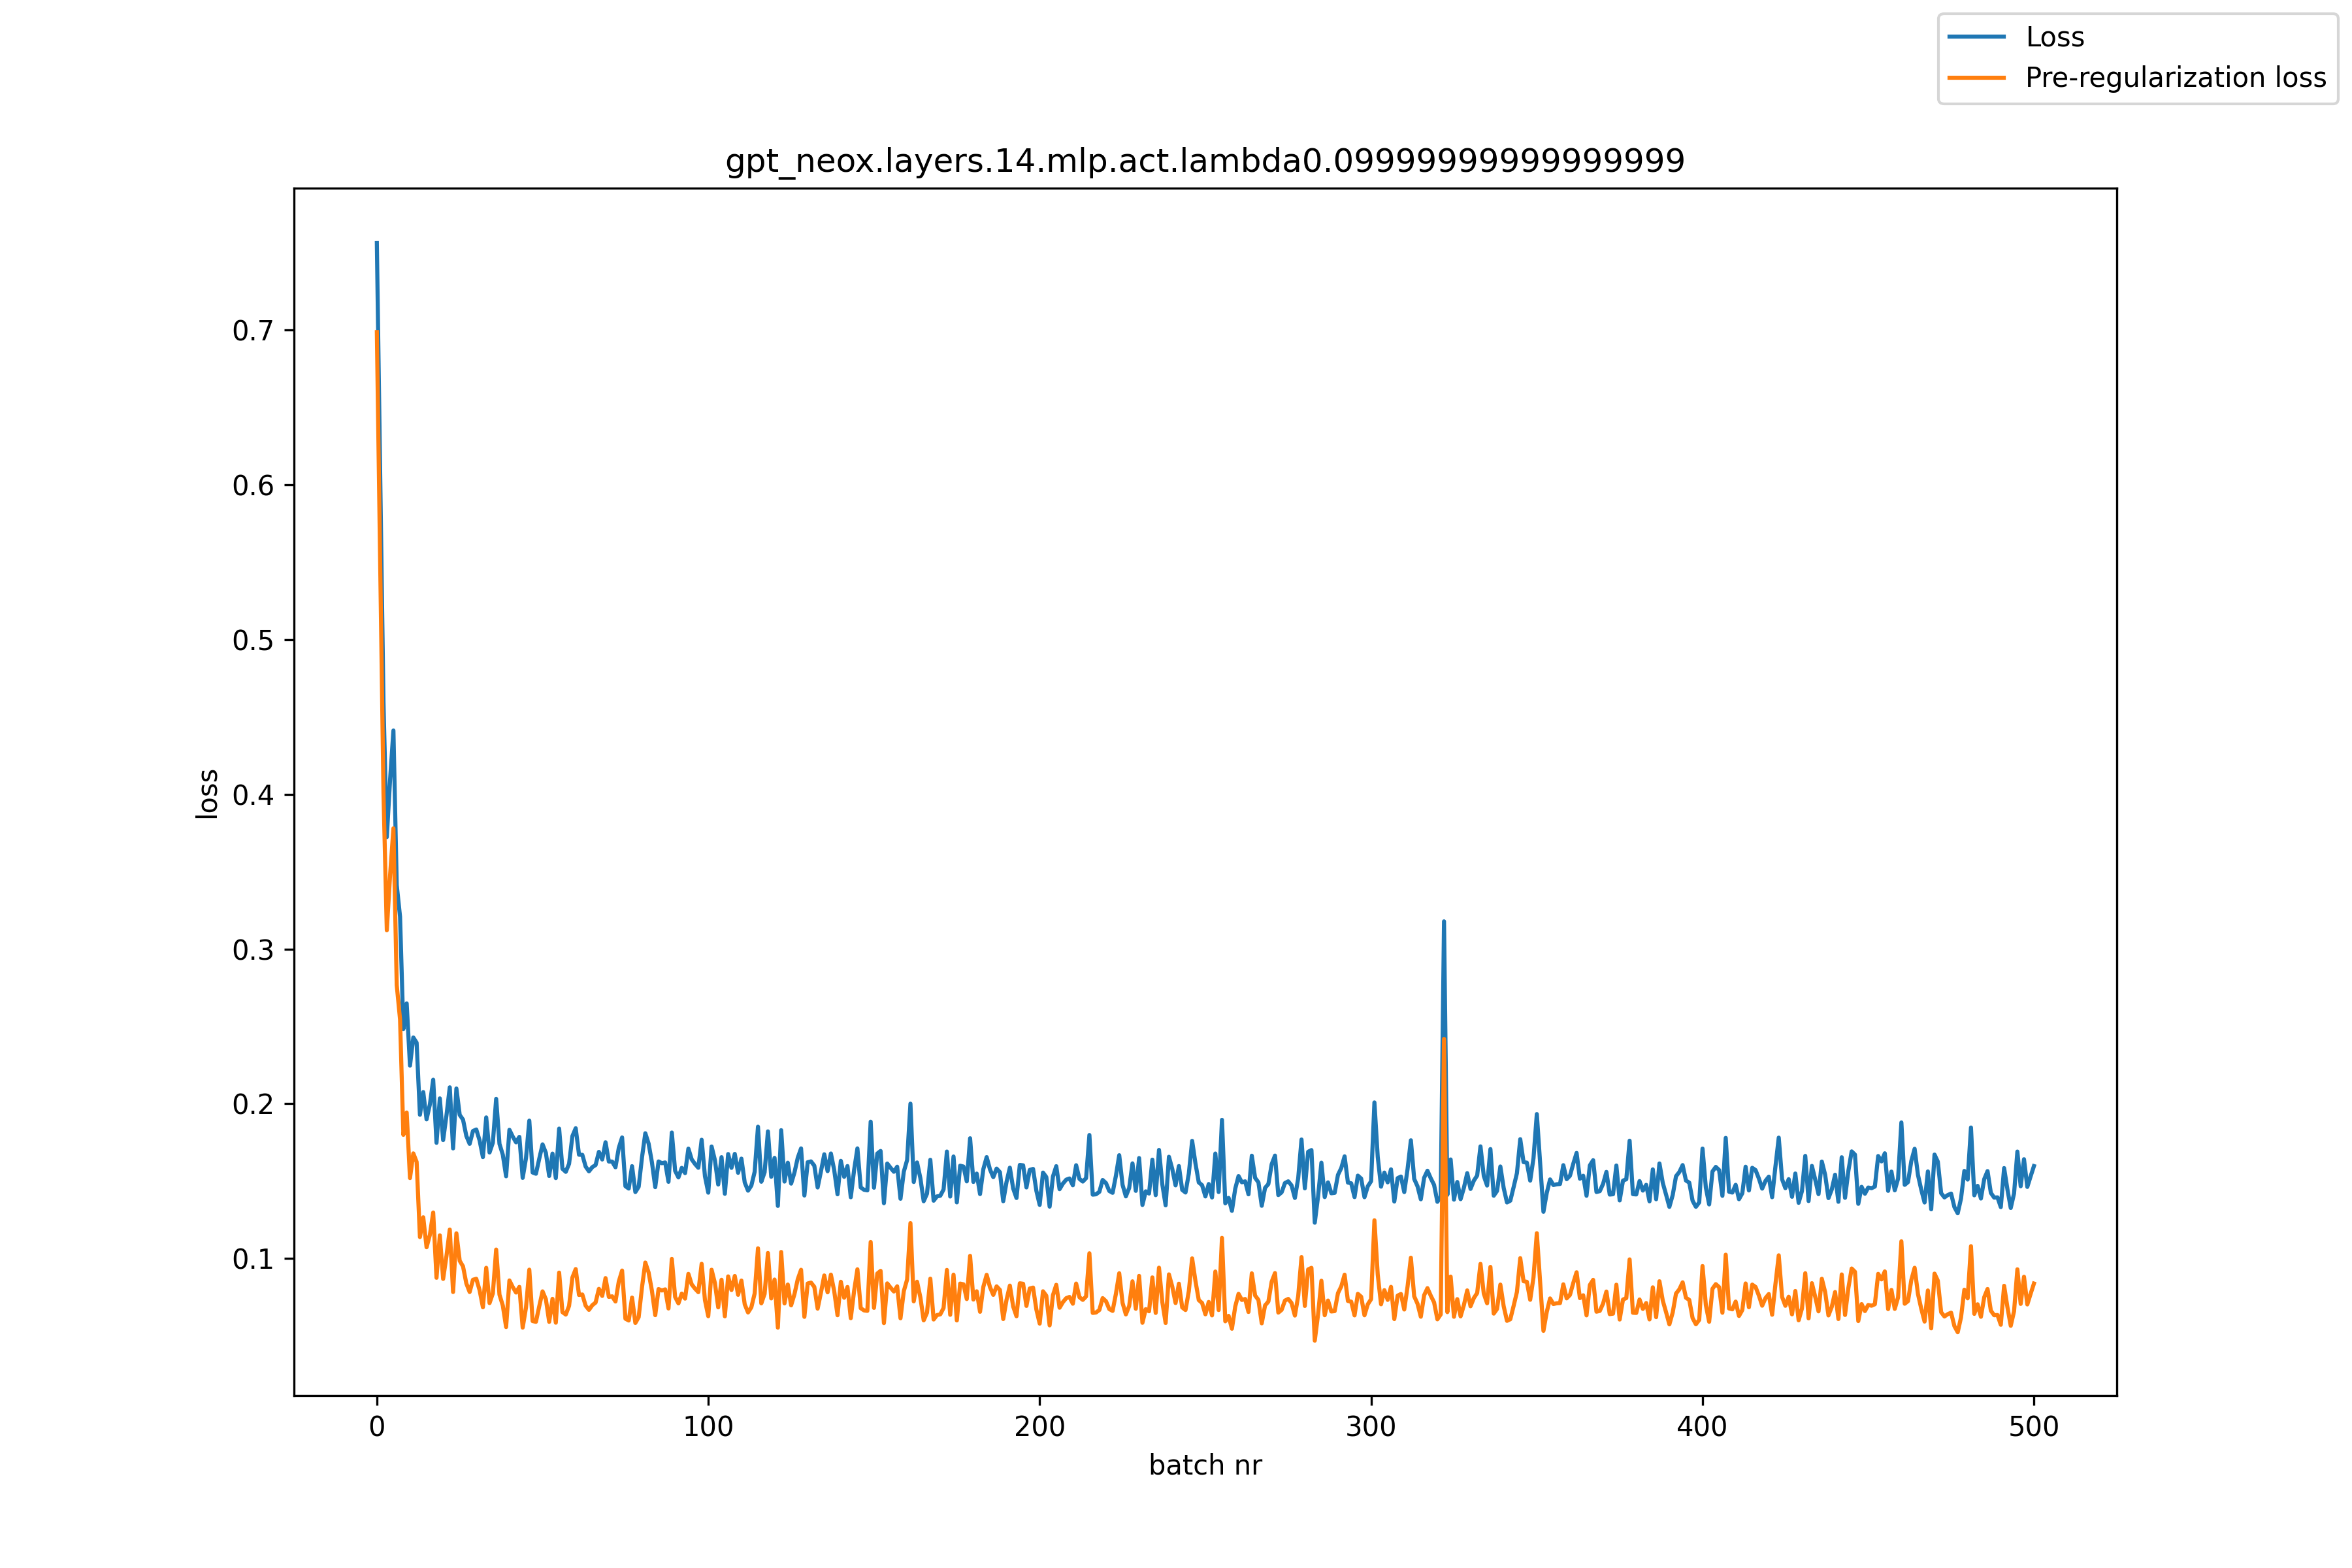 Loss
Pre-regularization loss
gpt_neox.layers.14.mlp.act.lambda0.09999999999999999
0.7
0.6
0.5
0.4
0.3
0.2
0.1
loss
0 100 200 300 400 500
batch nr